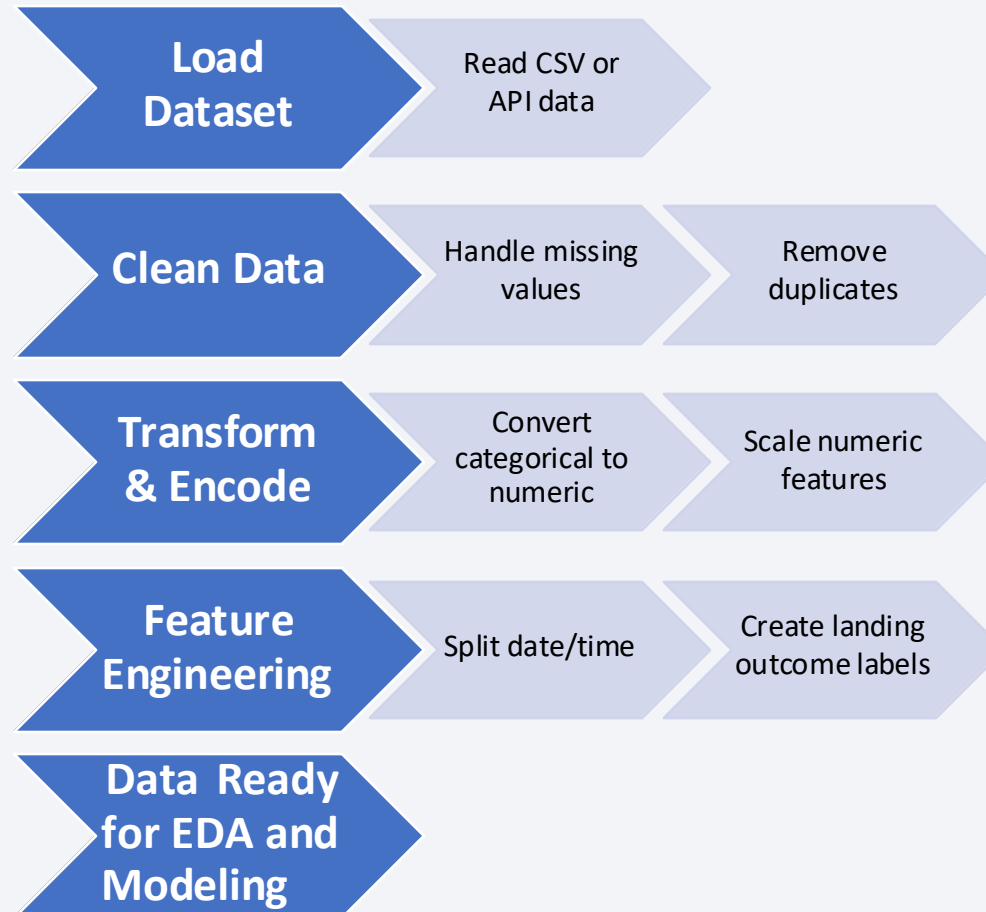 Load
Dataset
Read CSV or
API data
Clean Data
Handle missing
values
Remove
duplicates
Transform
& Encode
Convert
categorical to
numeric
Scale numeric
features
Feature
Engineering
Split date/time
Create landing
outcome labels
Data Ready
for EDA and
Modeling